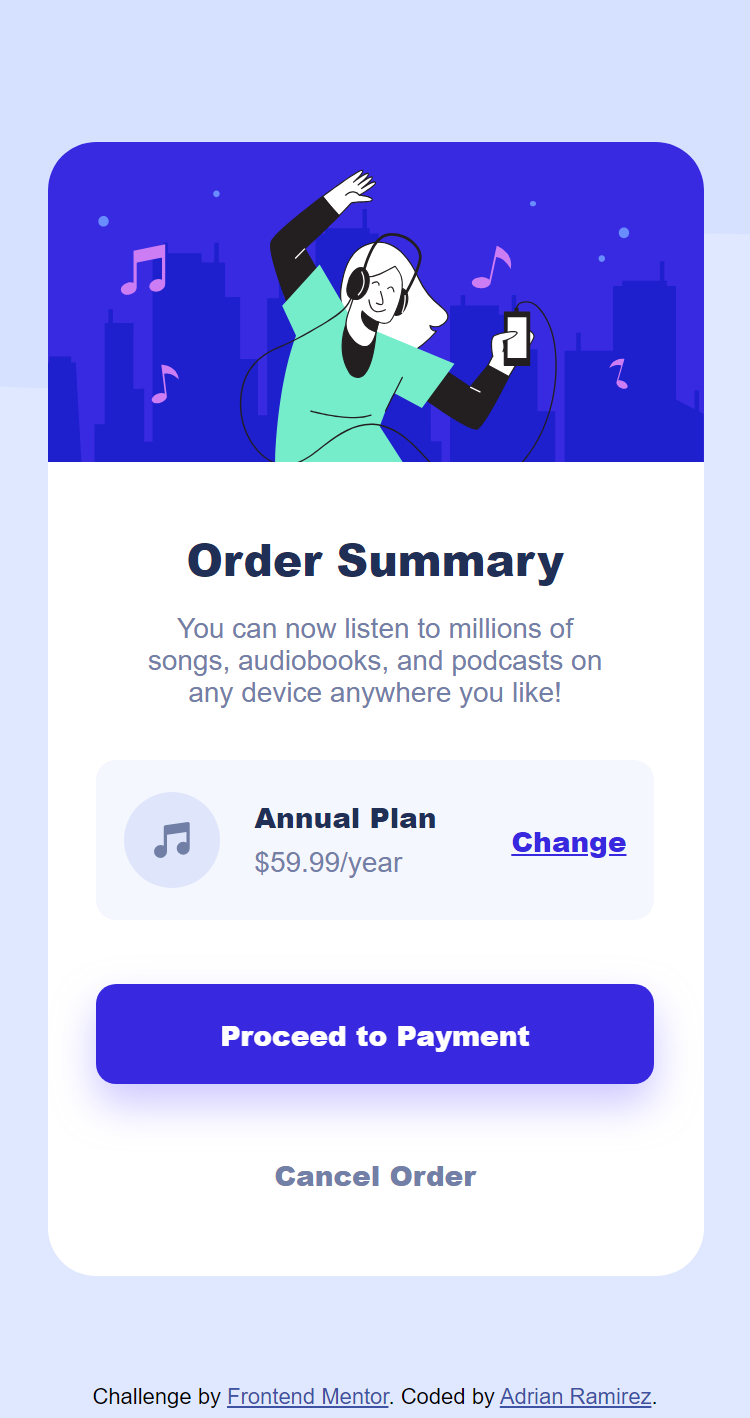 Order Summary
You can now listen to millions of
songs, audiobooks, and podcasts on
any device anywhere you like!
Annual Plan
$59.99/year
Change
Proceed to Payment
Cancel Order
Challenge by Frontend Mentor. Coded by Adrian Ramirez.